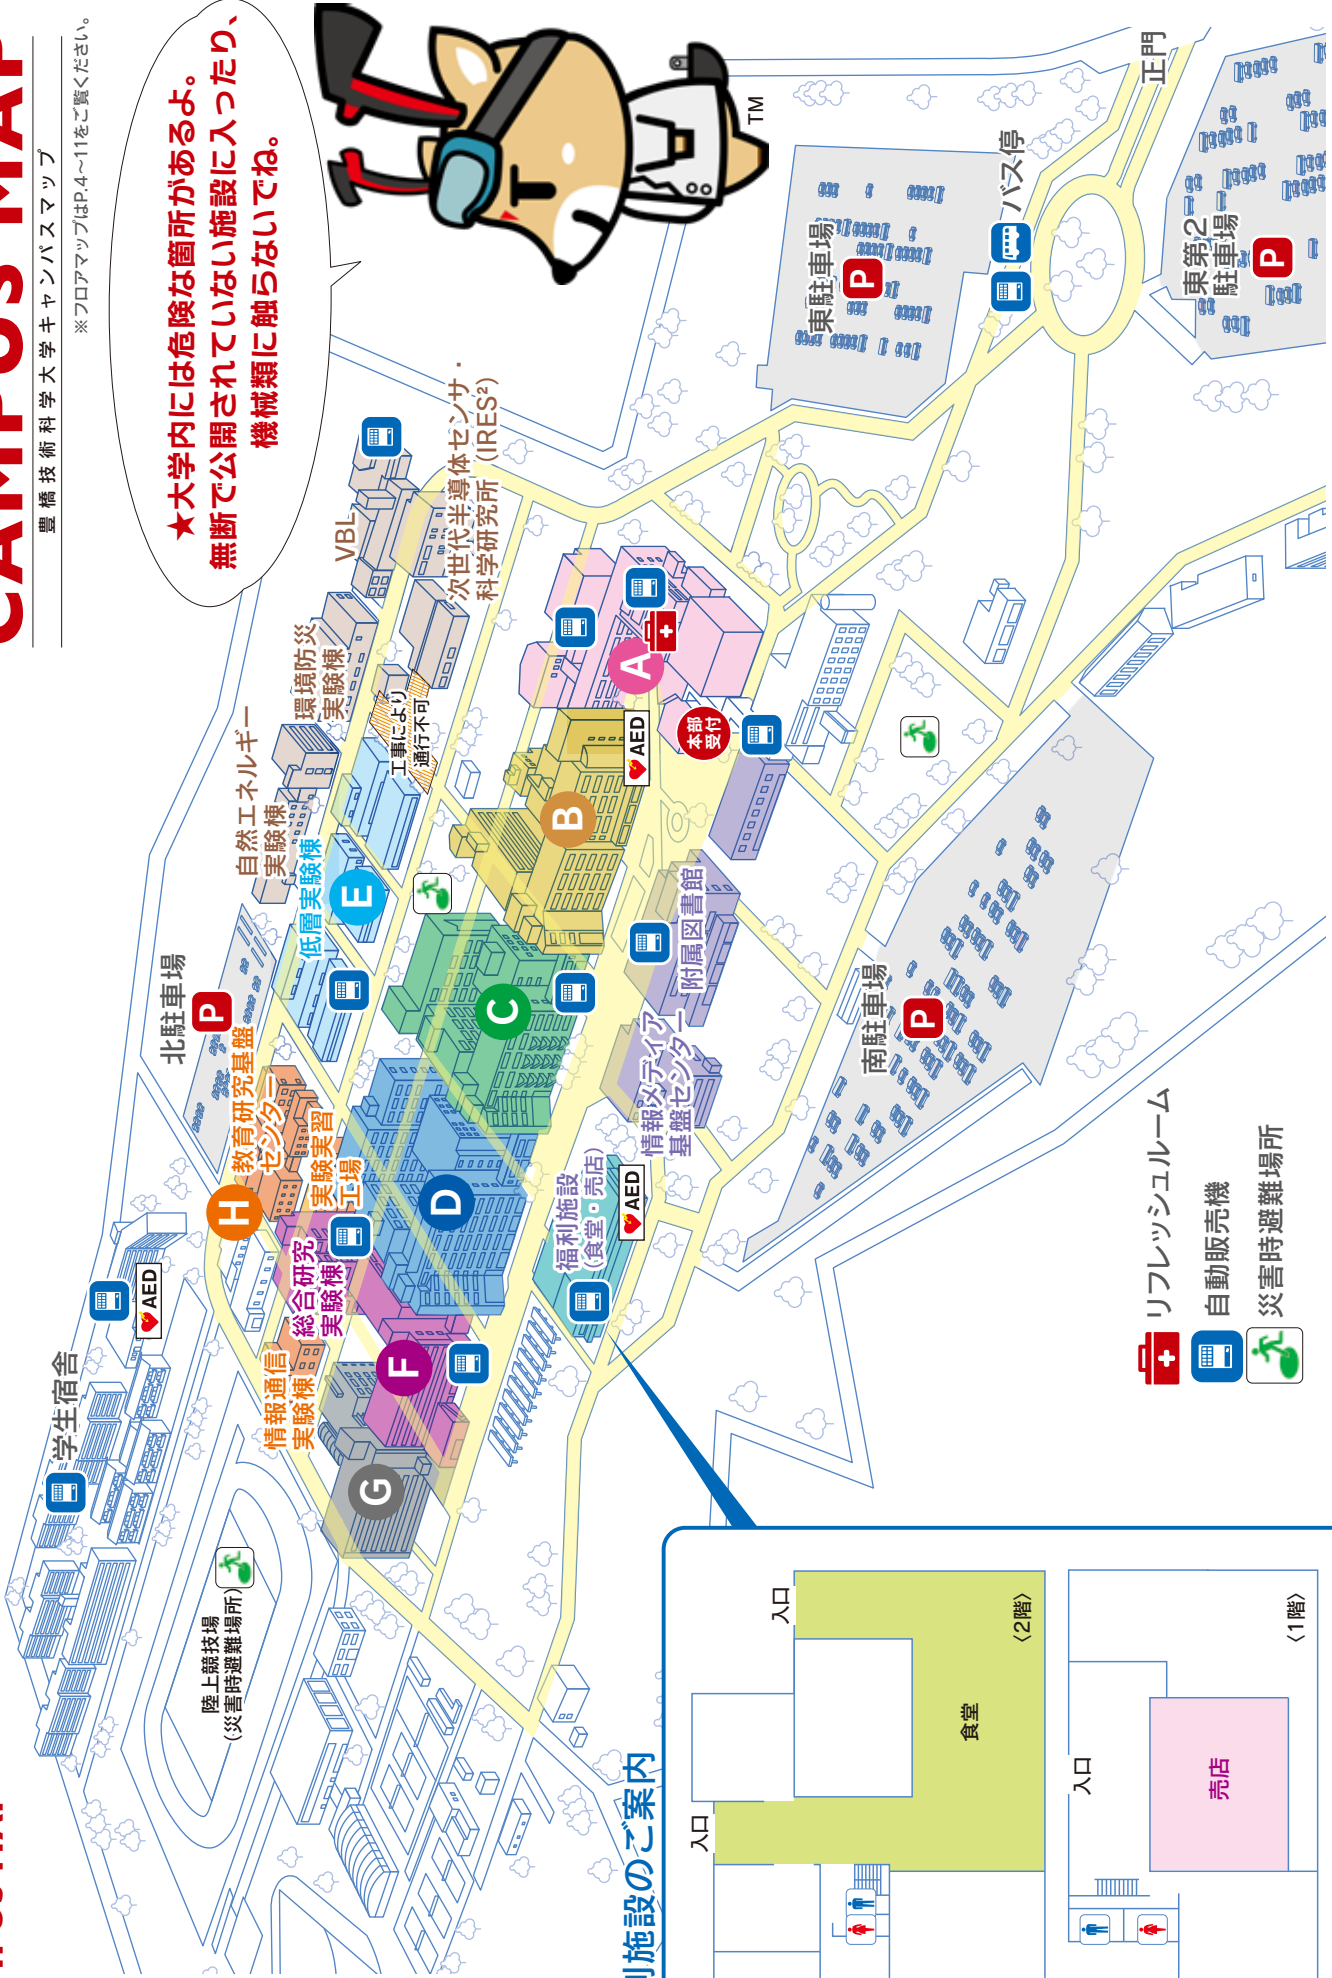 CAMPUS MAP
豊橋技術科学大学キャンパスマップ
※フロアマップはP.4〜11をご覧ください。
★大学内には危険な箇所があるよ。
無断で公開されていない施設に入ったり、
機械類に触らないでね。
TM
正門
バス停
東駐車場
P
東第2
駐車場
P
VBL
次世代半導体センサ・
科学研究所（IRES²）
環境防災
実験棟
工事により
通行不可
自然エネルギー
実験棟
低層実験棟
E
A
本部
受付
AED
B
北駐車場
P
C
附属図書館
情報メディア
基盤センター
南駐車場
P
教育研究基盤
センター
H
実験実習
工場
D
福利施設
(食堂・売店)
AED
学生宿舎
AED
総合研究
実験棟
F
情報通信
実験棟
G
陸上競技場
(災害時避難場所)
リフレッシュルーム
自動販売機
災害時避難場所
利施設のご案内
入口
入口
食堂
〈2階〉
入口
売店
〈1階〉